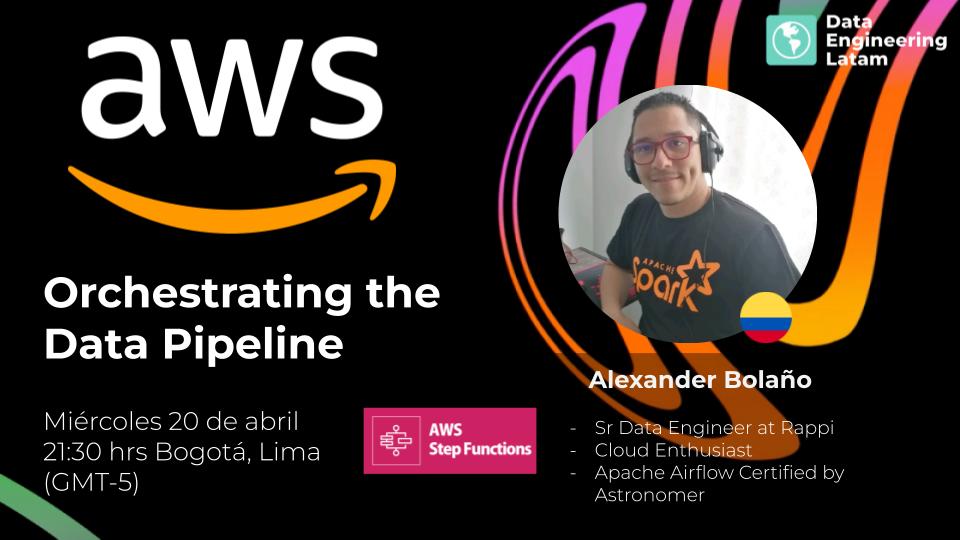 aws
Data
Engineering
Latam
APACHE
Spark
Orchestrating the
Data Pipeline
Alexander Bolaño
Miércoles 20 de abril
21:30 hrs Bogotá, Lima
(GMT-5)
AWS
Step Functions
- Sr Data Engineer at Rappi
- Cloud Enthusiast
- Apache Airflow Certified by
Astronomer